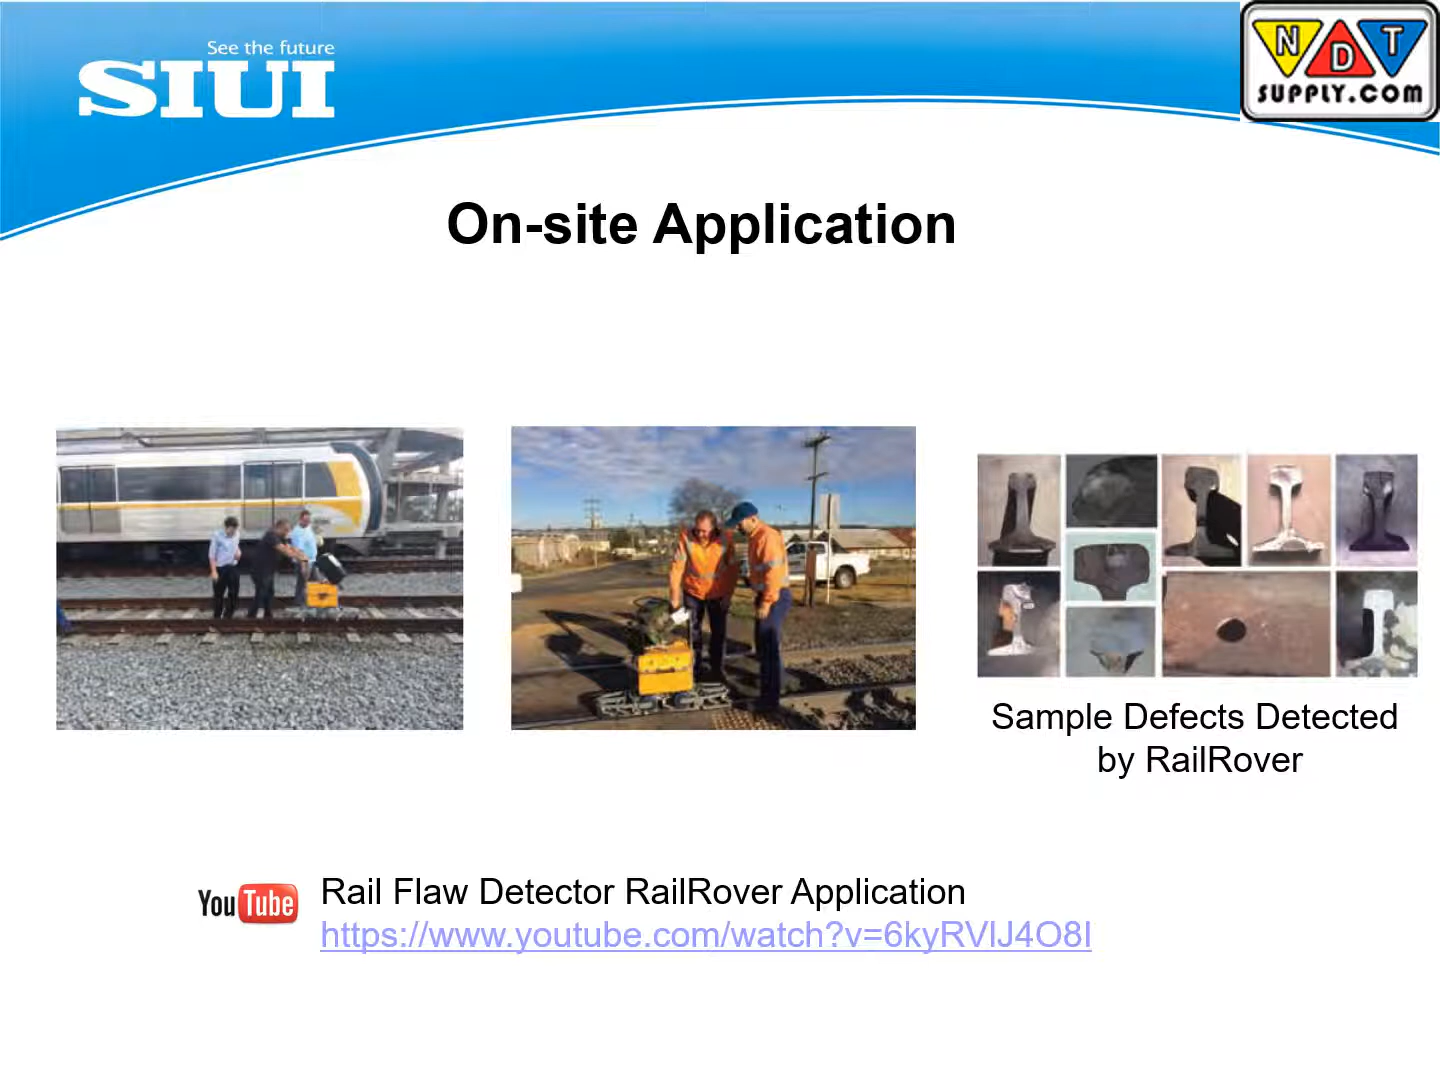 See the future
SIUI
N D T
SUPPLY.COM
On-site Application
Sample Defects Detected
by RailRover
YouTube
Rail Flaw Detector RailRover Application
https://www.youtube.com/watch?v=6kyRVlJ4O8I